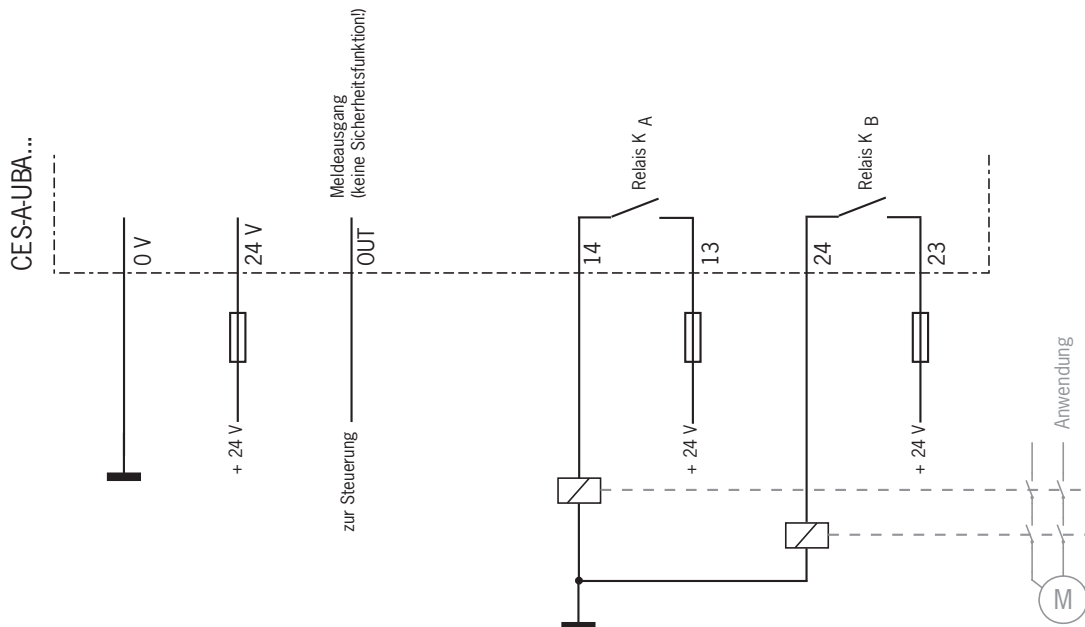 CES-A-UBA...
0 V
24 V
OUT
Meldeausgang
(keine Sicherheitsfunktion!)
14
13
24
23
Relais K A
Relais K B
+ 24 V
zur Steuerung
+ 24 V
+ 24 V
Anwendung
M